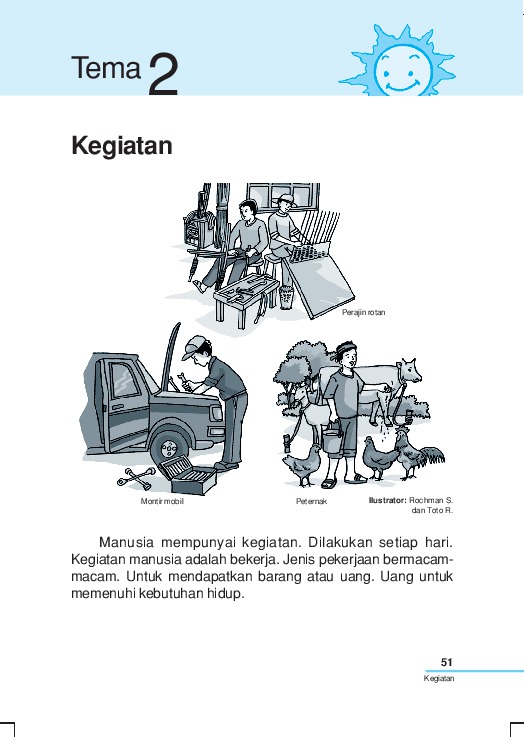 Tema 2
Kegiatan
Perajin rotan
Montir mobil
Peternak
Ilustrator: Rochman S.
dan Toto R.
Manusia mempunyai kegiatan. Dilakukan setiap hari.
Kegiatan manusia adalah bekerja. Jenis pekerjaan bermacam-
macam. Untuk mendapatkan barang atau uang. Uang untuk
memenuhi kebutuhan hidup.
51
Kegiatan